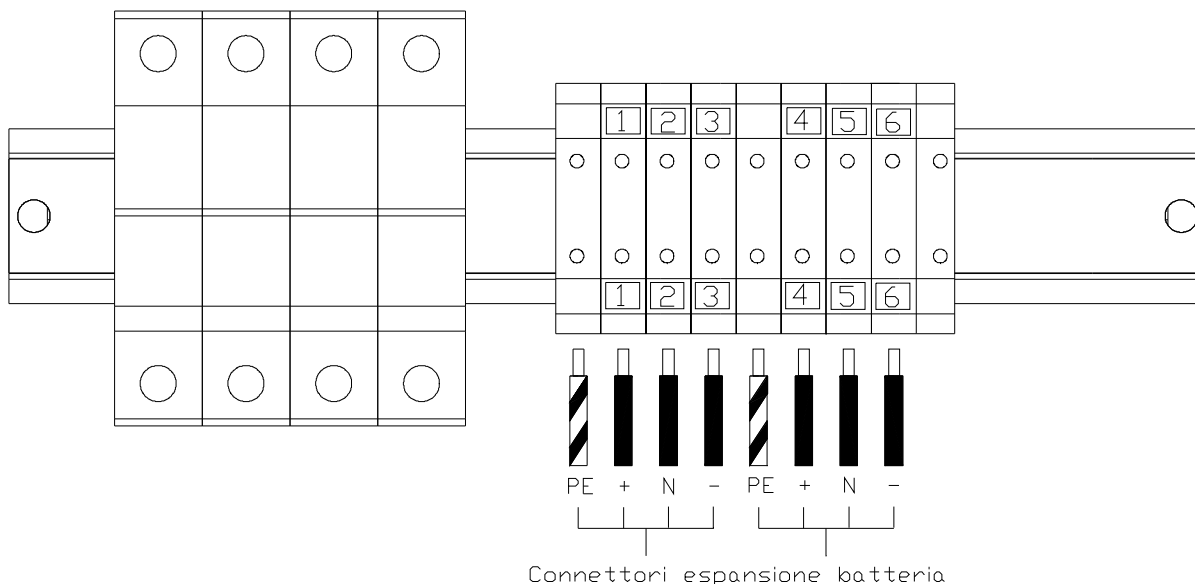 1 2 3 4 5 6
1 2 3 4 5 6
PE + N - PE + N -
Connettori espansione batteria